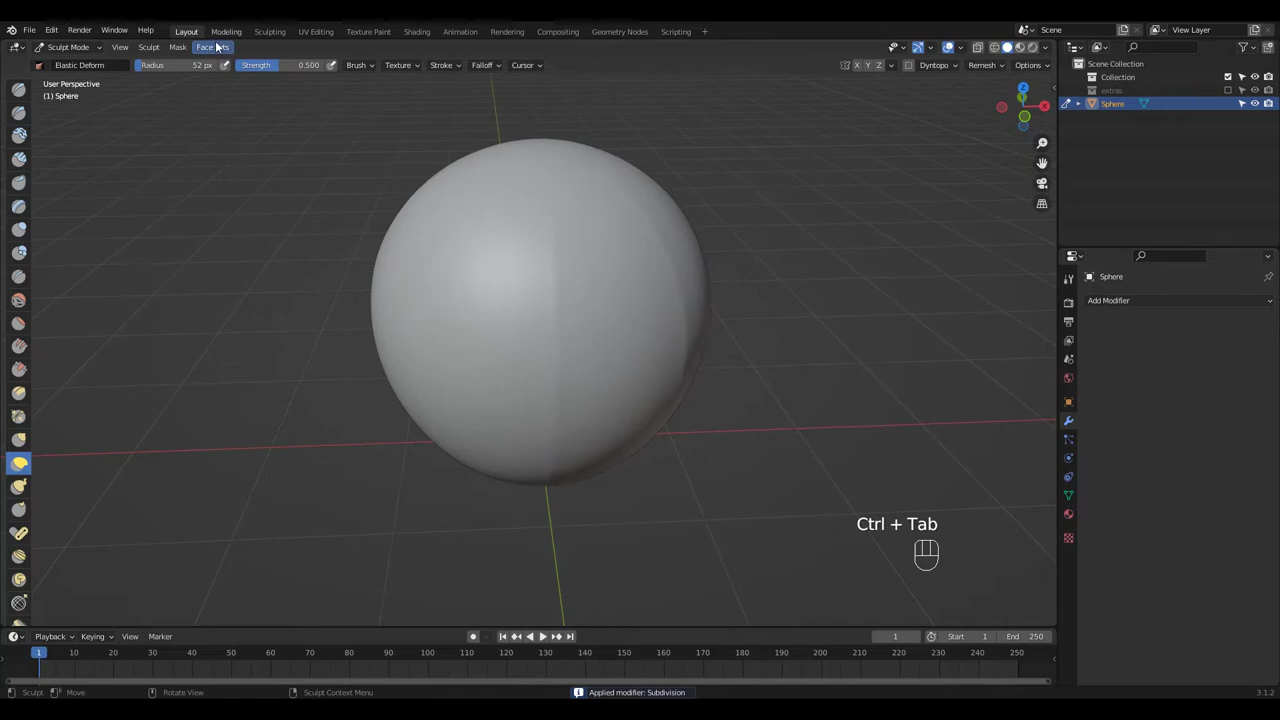 File Edit Render Window Help Layout Modeling Sculpting UV Editing Texture Paint Shading Animation Rendering Compositing Geometry Nodes Scripting + Scene View Layer
Sculpt Mode View Sculpt Mask Face Sets
Elastic Deform Radius 52 px Strength 0.500 Brush Texture Stroke Falloff Cursor X Y Z Dyntopo Remesh Options
User Perspective
(1) Sphere
Z
Y
X
Scene Collection
Collection
extras
Sphere
Sphere
Add Modifier
Ctrl + Tab
Playback Keying View Marker 1 Start 1 End 250
1 10 20 30 40 50 60 70 80 90 100 110 120 130 140 150 160 170 180 190 200 210 220 230 240 250
Sculpt Move Rotate View Sculpt Context Menu Applied modifier: Subdivision 3.1.2